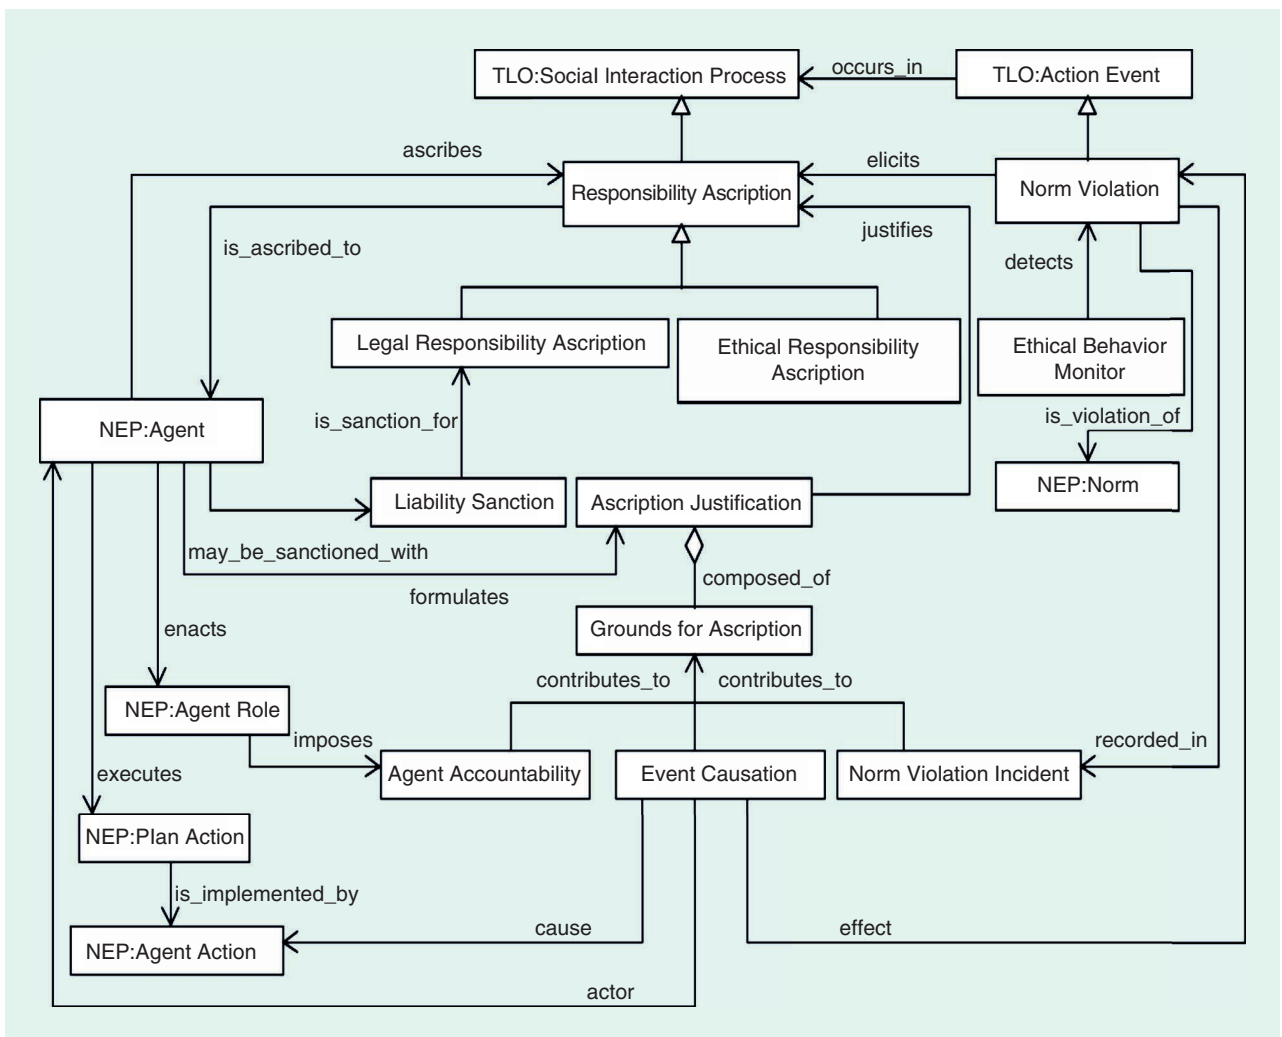 TLO:Social Interaction Process
occurs_in
TLO:Action Event
ascribes
elicits
Responsibility Ascription
Norm Violation
is_ascribed_to
justifies
detects
Legal Responsibility Ascription
Ethical Responsibility
Ascription
Ethical Behavior
Monitor
is_sanction_for
is_violation_of
NEP:Agent
NEP:Norm
Liability Sanction
Ascription Justification
may_be_sanctioned_with
formulates
composed_of
enacts
Grounds for Ascription
contributes_to
contributes_to
NEP:Agent Role
imposes
recorded_in
executes
Agent Accountability
Event Causation
Norm Violation Incident
NEP:Plan Action
is_implemented_by
cause
effect
NEP:Agent Action
actor